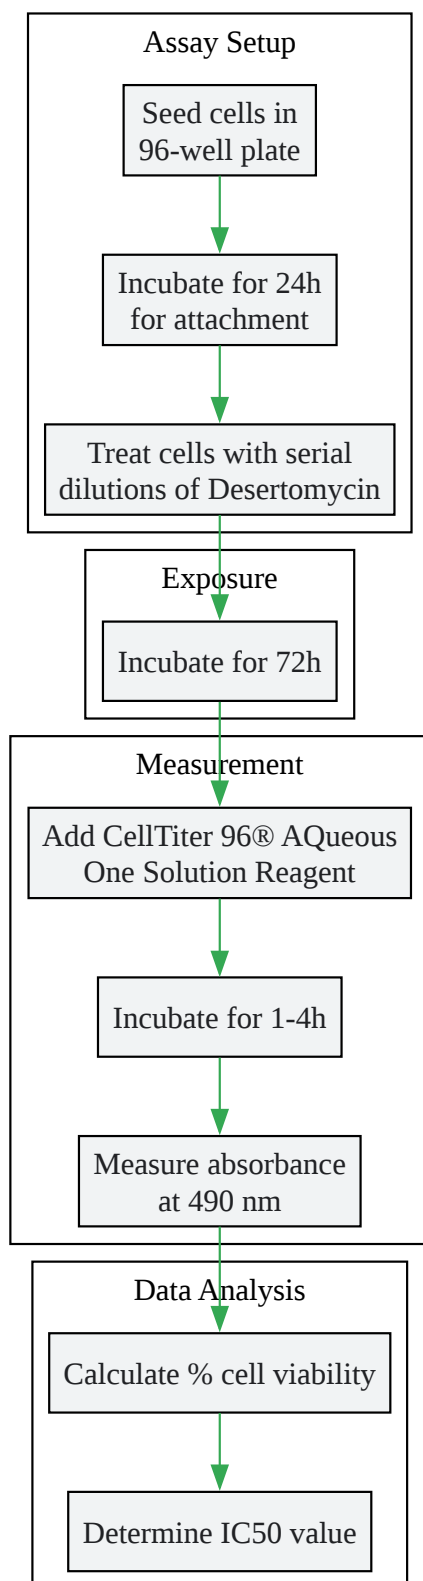 Assay Setup
Seed cells in
96-well plate
Incubate for 24h
for attachment
Treat cells with serial
dilutions of Desertomycin
Exposure
Incubate for 72h
Measurement
Add CellTiter 96® AQueous
One Solution Reagent
Incubate for 1-4h
Measure absorbance
at 490 nm
Data Analysis
Calculate % cell viability
Determine IC50 value